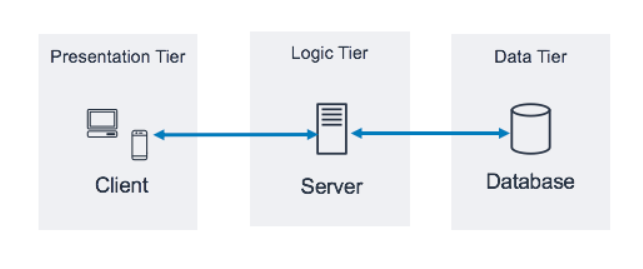 Presentation Tier
Client
Logic Tier
Server
Data Tier
Database